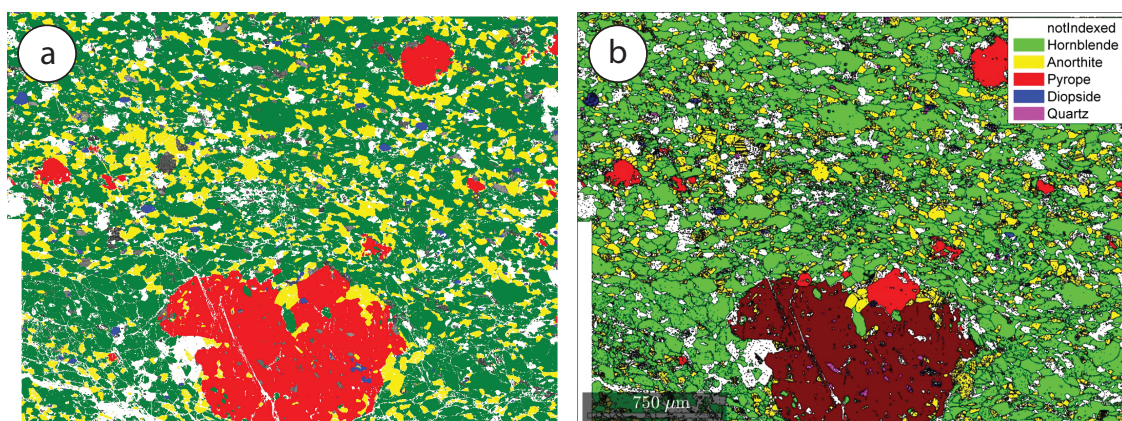 a
b
notIndexed
Hornblende
Anorthite
Pyrope
Diopside
Quartz
750 μm